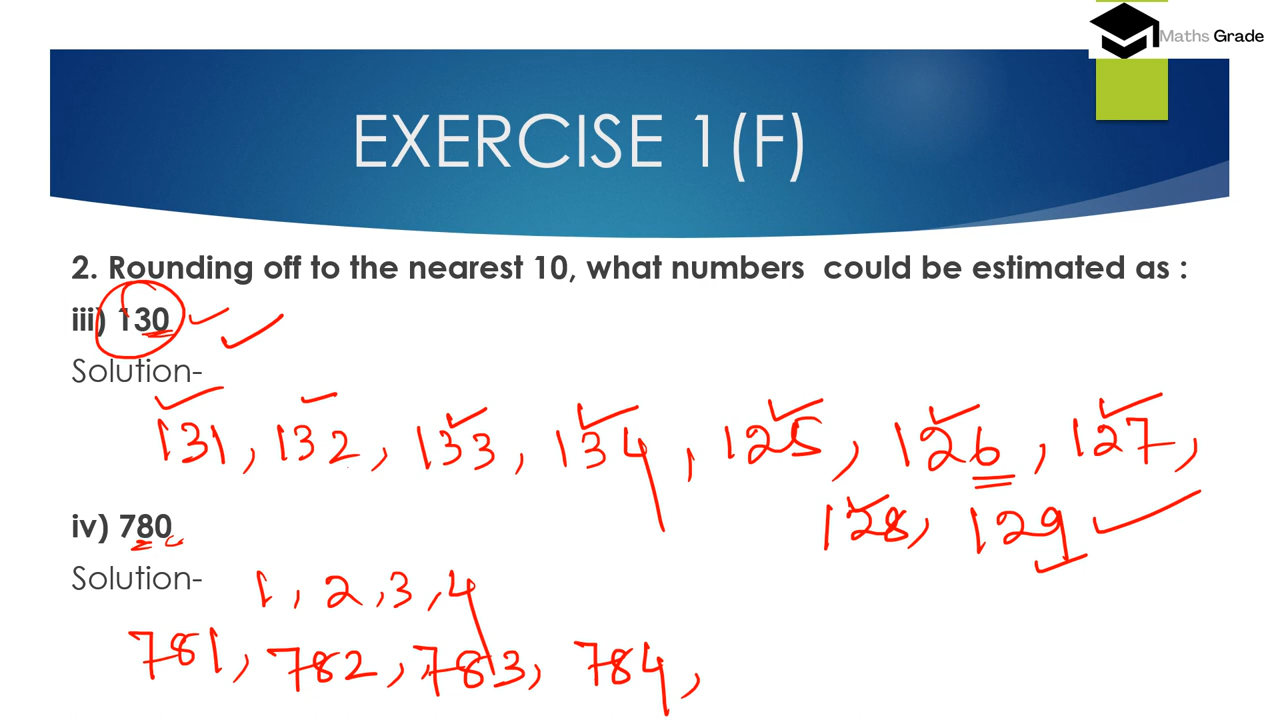 Maths Grade
EXERCISE 1(F)
2. Rounding off to the nearest 10, what numbers could be estimated as :
iii) 130
Solution-
131, 132, 133, 134, 125, 126, 127,
128, 129
iv) 780
Solution-
1, 2, 3, 4
781, 782, 783, 784,